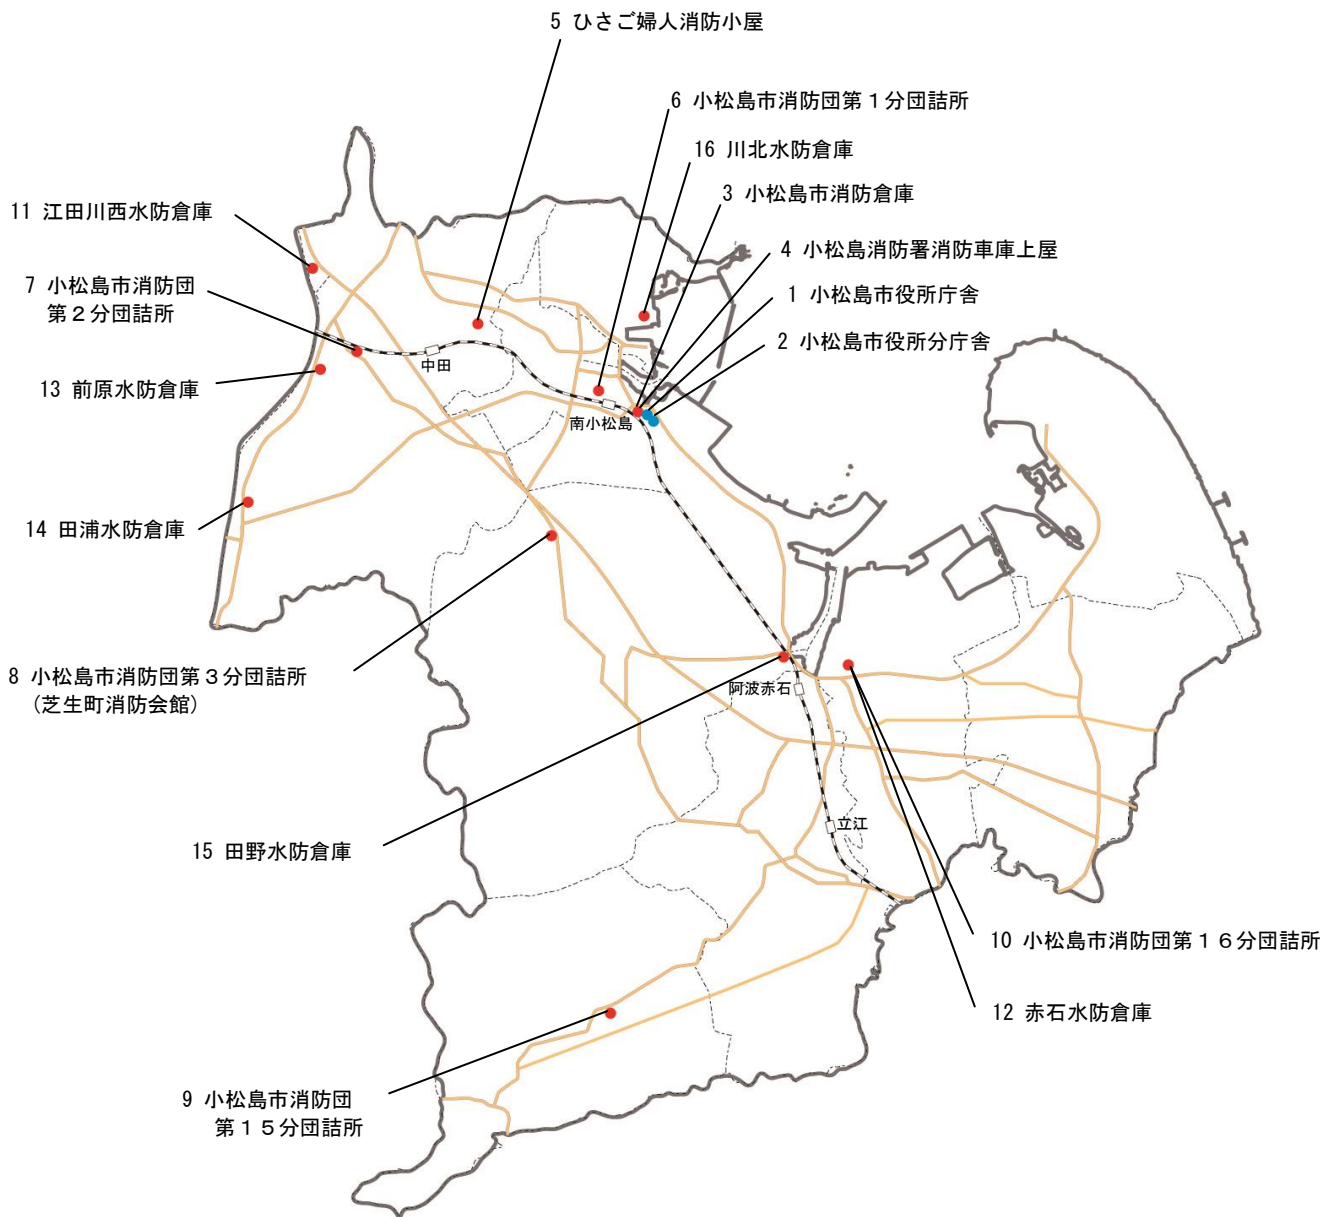 5 ひさご婦人消防小屋
6 小松島市消防団第１分団詰所
16 川北水防倉庫
3 小松島市消防倉庫
11 江田川西水防倉庫
4 小松島消防署消防車庫上屋
7 小松島市消防団
第２分団詰所
1 小松島市役所庁舎
2 小松島市役所分庁舎
中田
13 前原水防倉庫
南小松島
14 田浦水防倉庫
8 小松島市消防団第３分団詰所
(芝生町消防会館)
阿波赤石
立江
15 田野水防倉庫
10 小松島市消防団第１６分団詰所
12 赤石水防倉庫
9 小松島市消防団
第１５分団詰所